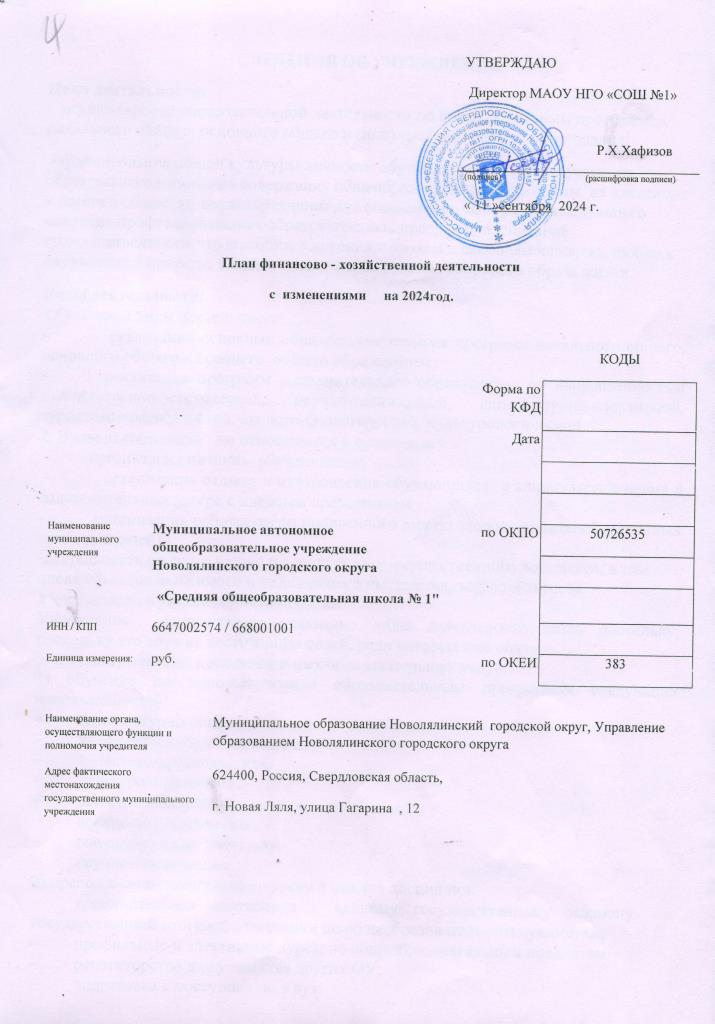 4
УТВЕРЖДАЮ
Директор МАОУ НГО «СОШ №1»
Р.Х.Хафизов
(подпись) (расшифровка подписи)
« 11 »сентября 2024 г.
План финансово - хозяйственной деятельности
с изменениями на 2024год.
КОДЫ
Форма по
КФД
Дата
Наименование
муниципального
учреждения
Муниципальное автономное
общеобразовательное учреждение
Новолялинского городского округа
«Средняя общеобразовательная школа № 1"
по ОКПО 50726535
ИНН / КПП 6647002574 / 668001001
Единица измерения: руб. по ОКЕИ 383
Наименование органа,
осуществляющего функции и
полномочия учредителя
Муниципальное образование Новолялинский городской округ, Управление
образованием Новолялинского городского округа
Адрес фактического
местонахождения
государственного муниципального
учреждения
624400, Россия, Свердловская область,
г. Новая Ляля, улица Гагарина , 12